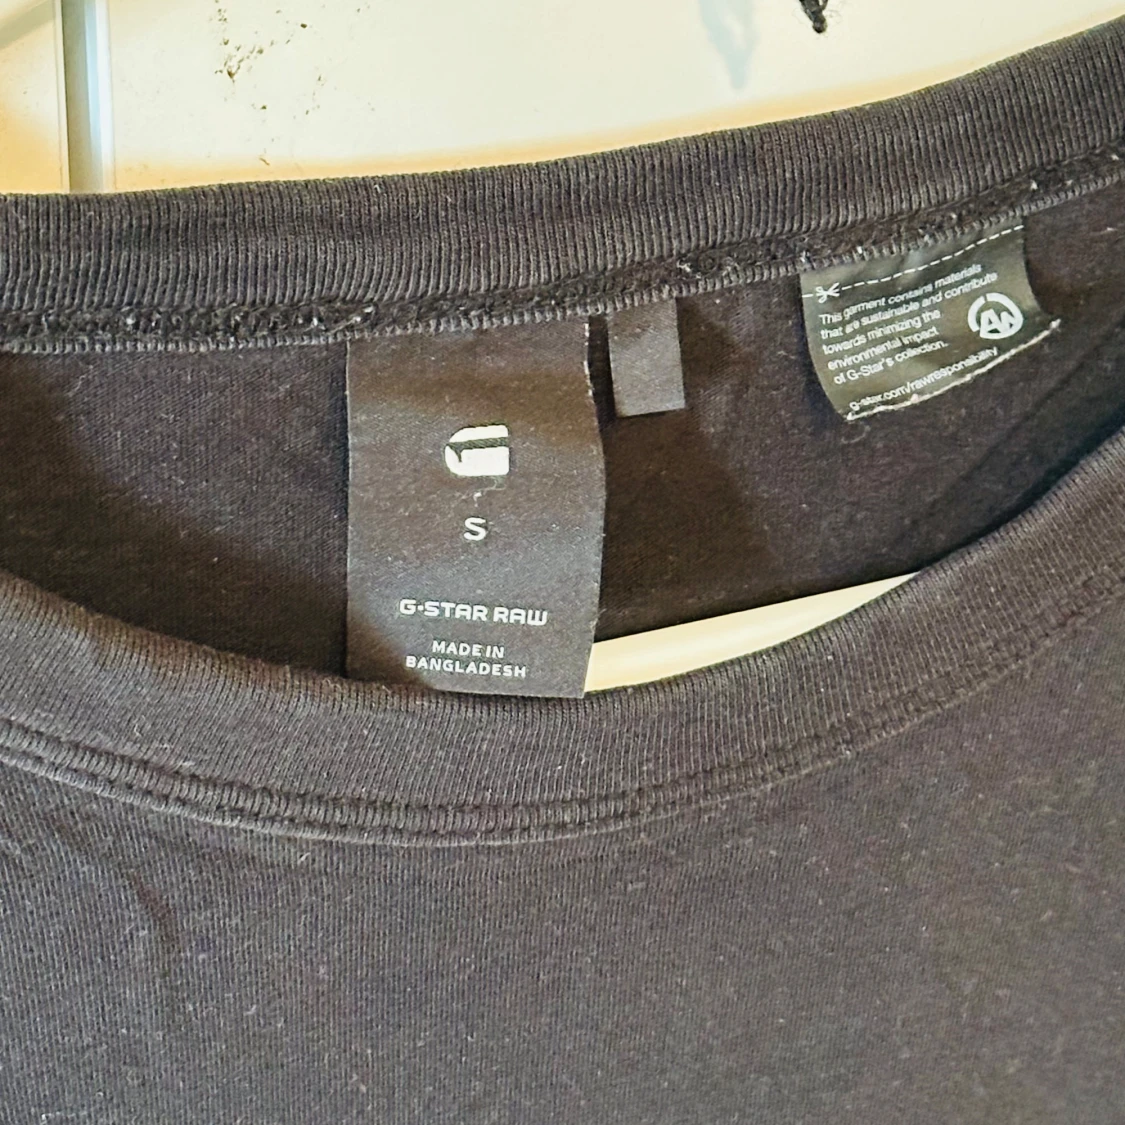 S
G-STAR RAW
MADE IN
BANGLADESH
This garment contains materials
that are sustainable and contribute
towards minimizing the
environmental impact
of G-Star's collection.
g-star.com/rawresponsibility